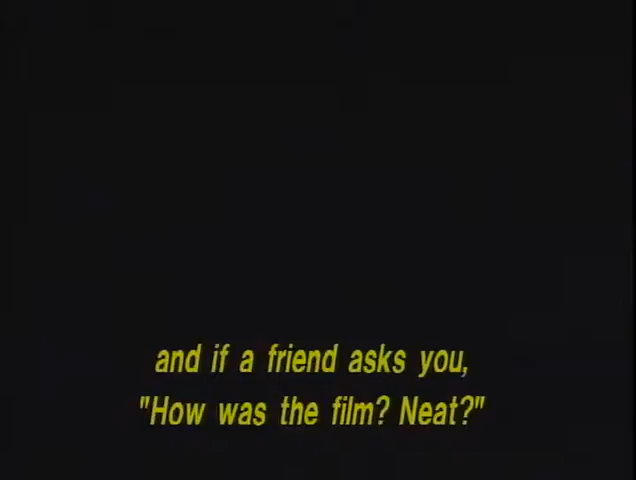 and if a friend asks you,
"How was the film? Neat?"